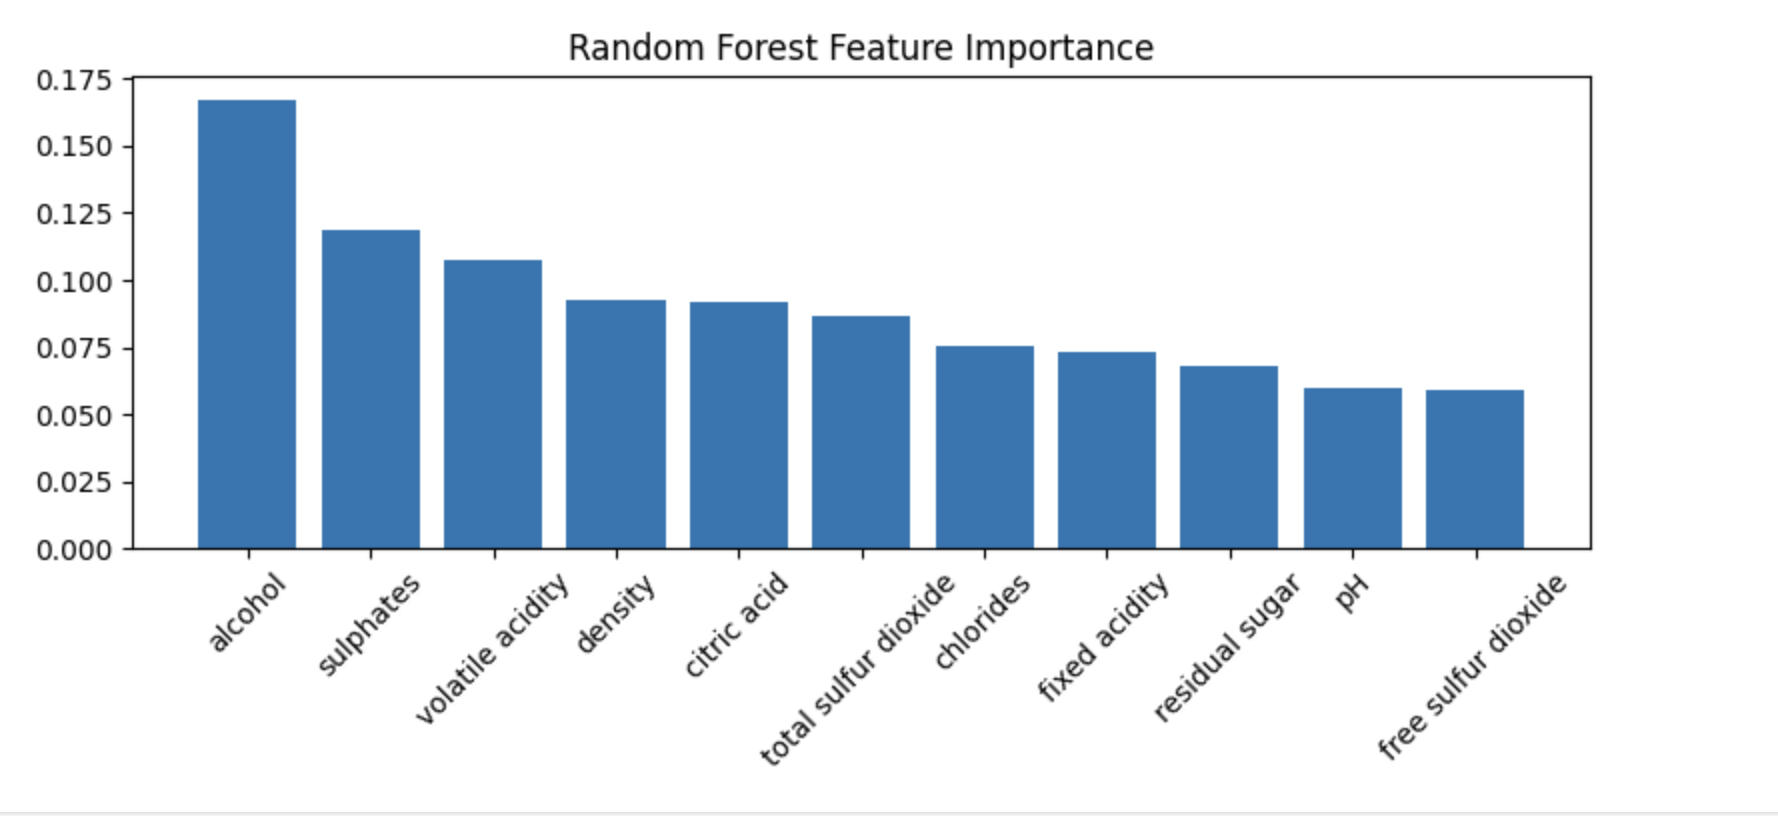 Random Forest Feature Importance
0.175
0.150
0.125
0.100
0.075
0.050
0.025
0.000
alcohol
sulphates
volatile acidity
density
citric acid
total sulfur dioxide
chlorides
fixed acidity
residual sugar
pH
free sulfur dioxide